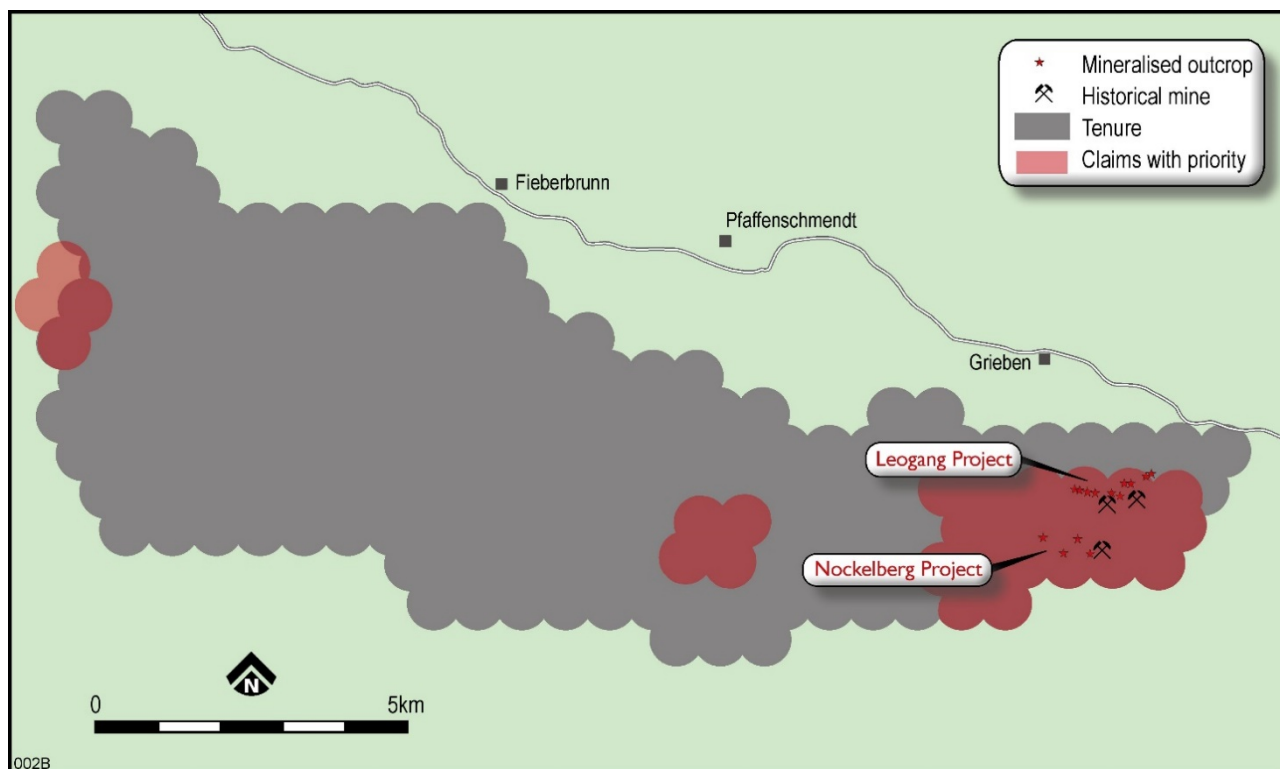 Mineralised outcrop
Historical mine
Tenure
Claims with priority
Fieberbrunn
Pfaffenschmendt
Grieben
Leogang Project
Nockelberg Project
N
0 5km
002B